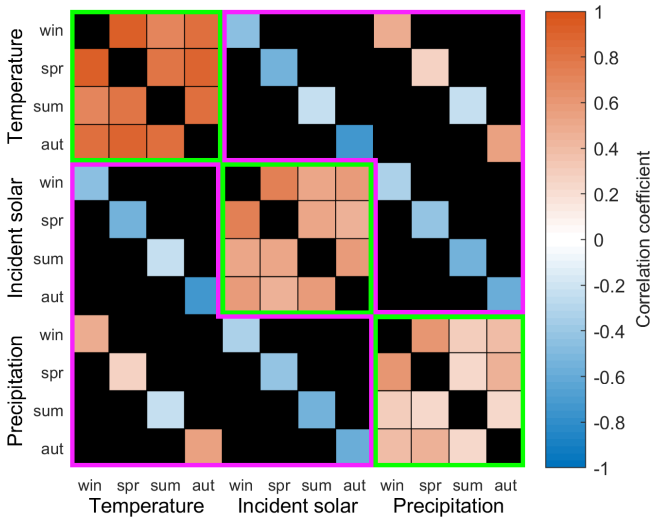 win
spr
sum
aut
Temperature
win
spr
sum
aut
Incident solar
win
spr
sum
aut
Precipitation
win spr sum aut win spr sum aut win spr sum aut
Temperature Incident solar Precipitation
1
0.8
0.6
0.4
0.2
0
-0.2
-0.4
-0.6
-0.8
-1
Correlation coefficient